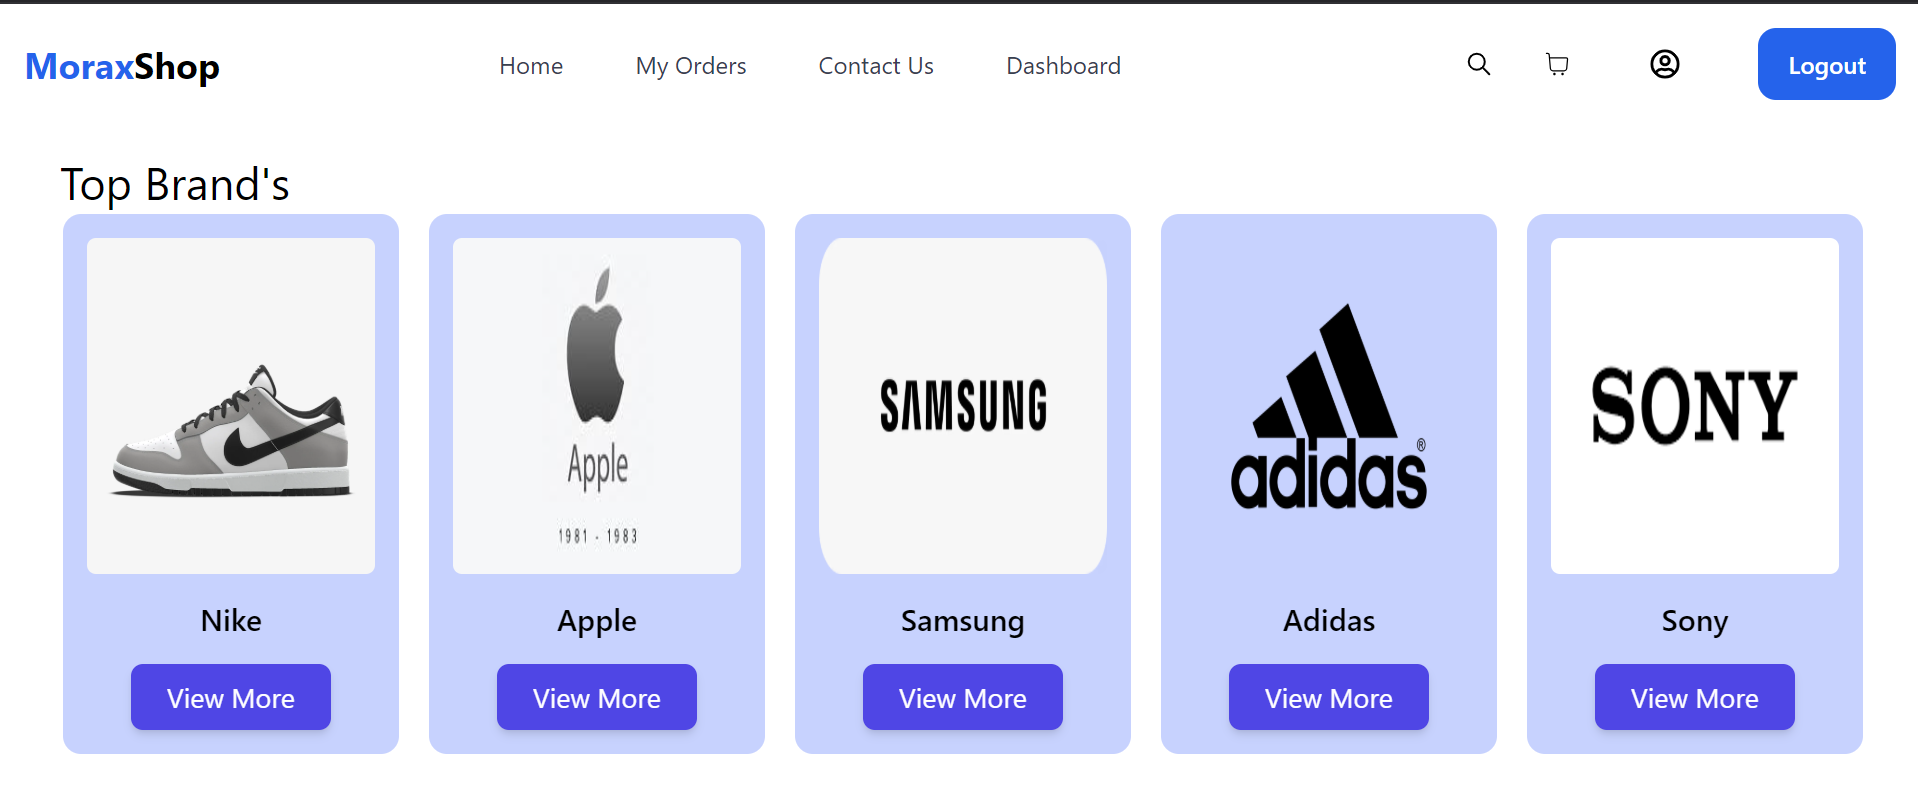 MoraxShop
Home My Orders Contact Us Dashboard
Logout
Top Brand's
Apple
1981 - 1983
SAMSUNG
adidas®
SONY
Nike Apple Samsung Adidas Sony
View More View More View More View More View More